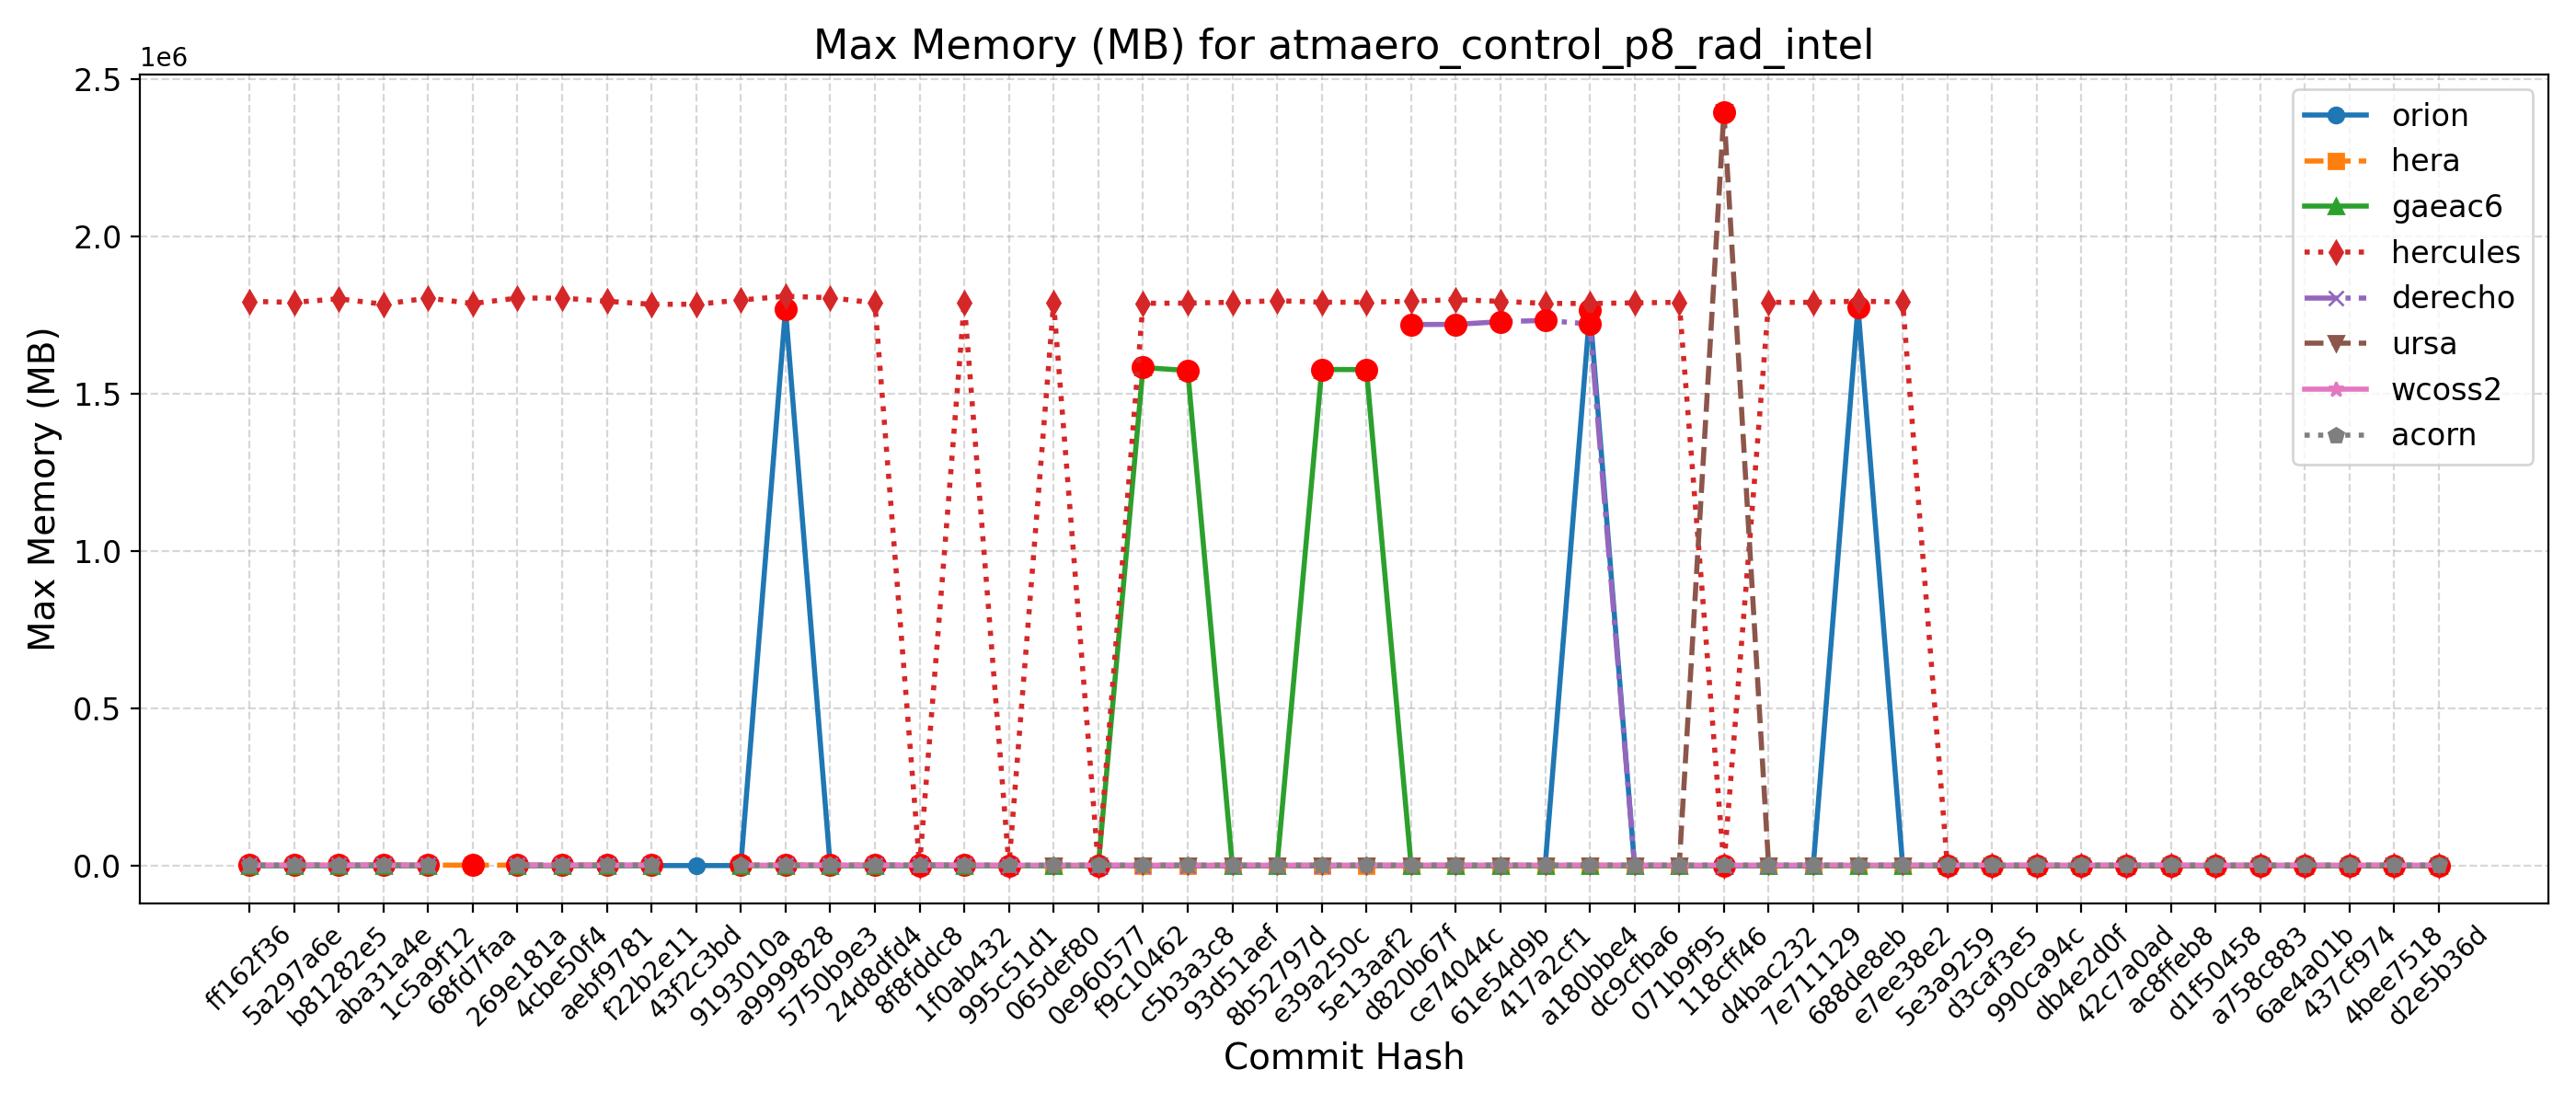 Max Memory (MB) for atmaero_control_p8_rad_intel
1e6
2.5
2.0
1.5
1.0
0.5
0.0
Max Memory (MB)
orion
hera
gaeac6
hercules
derecho
ursa
wcoss2
acorn
ff162f36
5a297a6e
b81282e5
aba31a4e
1c5a9f12
68fd7faa
269e181a
4cbe50f4
aebf9781
f22b2e11
43f2c3bd
9193010a
a9999828
5750b9e3
24d8dfd4
8f8fddc8
1f0ab432
995c51d1
065def80
0e960577
f9c10462
c5b3a3c8
93d51aef
8b52797d
e39a250c
5e13aaf2
d820b67f
ce74044c
61e54d9b
417a2cf1
a180bbe4
dc9cfba6
071b9f95
118cff46
d4bac232
7e711129
688de8eb
e7ee38e2
5e3a9259
d3caf3e5
990ca94c
db4e2d0f
42c7a0ad
ac8ffeb8
d1f50458
a758c883
6ae4a01b
437cf974
4bee7518
d2e5b36d
Commit Hash